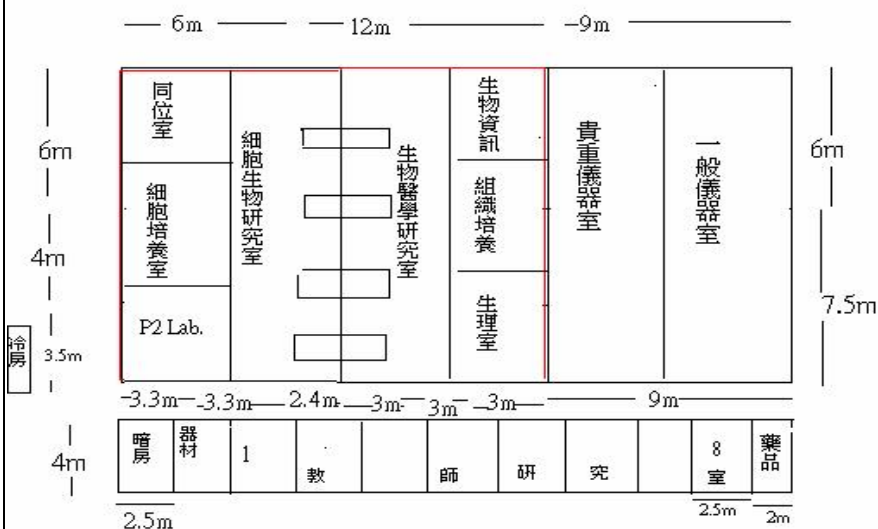 6m 12m 9m
同位室
細胞培養室
P2 Lab.
細胞生物研究室
生物醫學研究室
生物資訊
組織培養
生理室
貴重儀器室
一般儀器室
6m
4m
3.5m
冷房
6m
7.5m
3.3m 3.3m 2.4m 3m 3m 3m 9m
4m
暗房
器材
1
教 師 研 究
8
室
藥品
2.5m 2.5m 2m